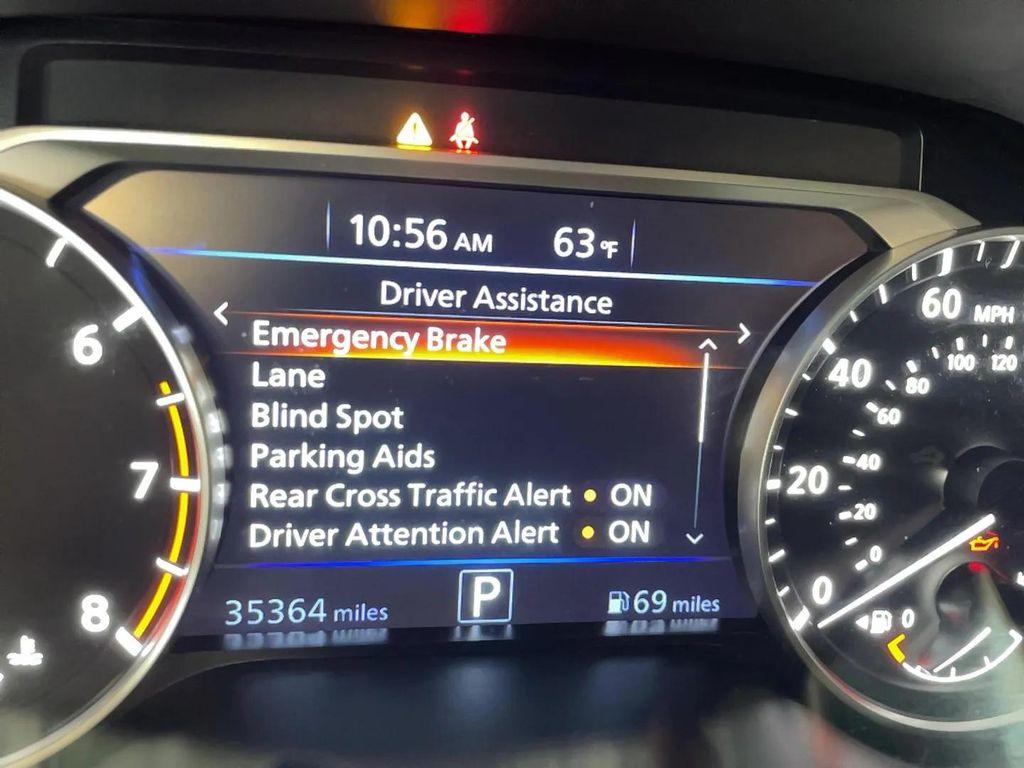 10:56 AM 63°F
Driver Assistance
Emergency Brake
Lane
Blind Spot
Parking Aids
Rear Cross Traffic Alert • ON
Driver Attention Alert • ON
35364 miles P 69 miles
6
7
8
60 MPH
100 120
40 80
60
40
20
20
0
0
0